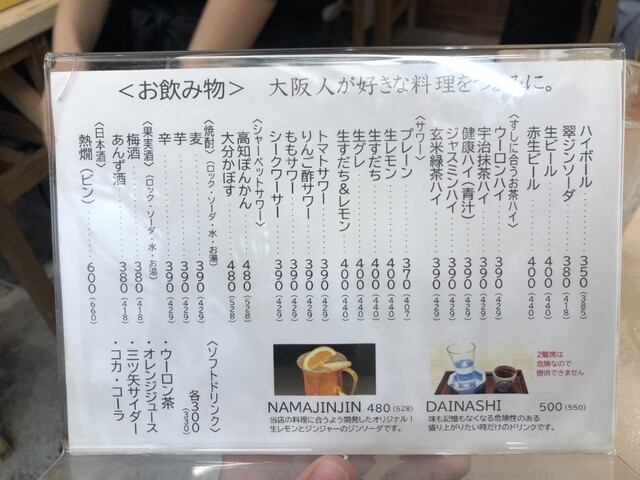 ＜お飲み物＞ 大阪人が好きな料理をつまみに。
ハイボール 350 (385)
翠ジンソーダ 380 (418)
生ビール 400 (440)
赤生ビール 400 (440)
〈すしに合うお茶ハイ〉
ウーロンハイ 390 (429)
宇治抹茶ハイ 390 (429)
健康ハイ（青汁） 390 (429)
ジャスミンハイ 390 (429)
玄米緑茶ハイ 390 (429)
〈サワー〉
プレーン 370 (407)
生レモン 400 (440)
生すだち 400 (440)
生グレ 400 (440)
生すだち&レモン 400 (440)
トマトサワー 390 (429)
りんご酢サワー 390 (429)
ももサワー 390 (429)
シークワーサー 390 (429)
〈シャーベットサワー〉
高知ぽんかん 480 (528)
大分かぼす 480 (528)
〈焼酎〉（ロック・ソーダ・水・お湯）
麦 390 (429)
芋 390 (429)
辛 390 (429)
〈果実酒〉（ロック・ソーダ・水・お湯）
梅酒 380 (418)
あんず酒 380 (418)
〈日本酒〉
熱燗（ビン） 600 (660)
〈ソフトドリンク〉
各300 (330)
・ウーロン茶
・オレンジジュース
・三ツ矢サイダー
・コカ・コーラ
NAMAJINJIN 480 (528)
当店の料理に合うよう開発したオリジナル！
生レモンとジンジャーのジンソーダです。
2階席は
危険なので
提供できません
DAINASHI 500 (550)
味も記憶もなくなる危険性のある
盛り上がりたい時だけのドリンクです。